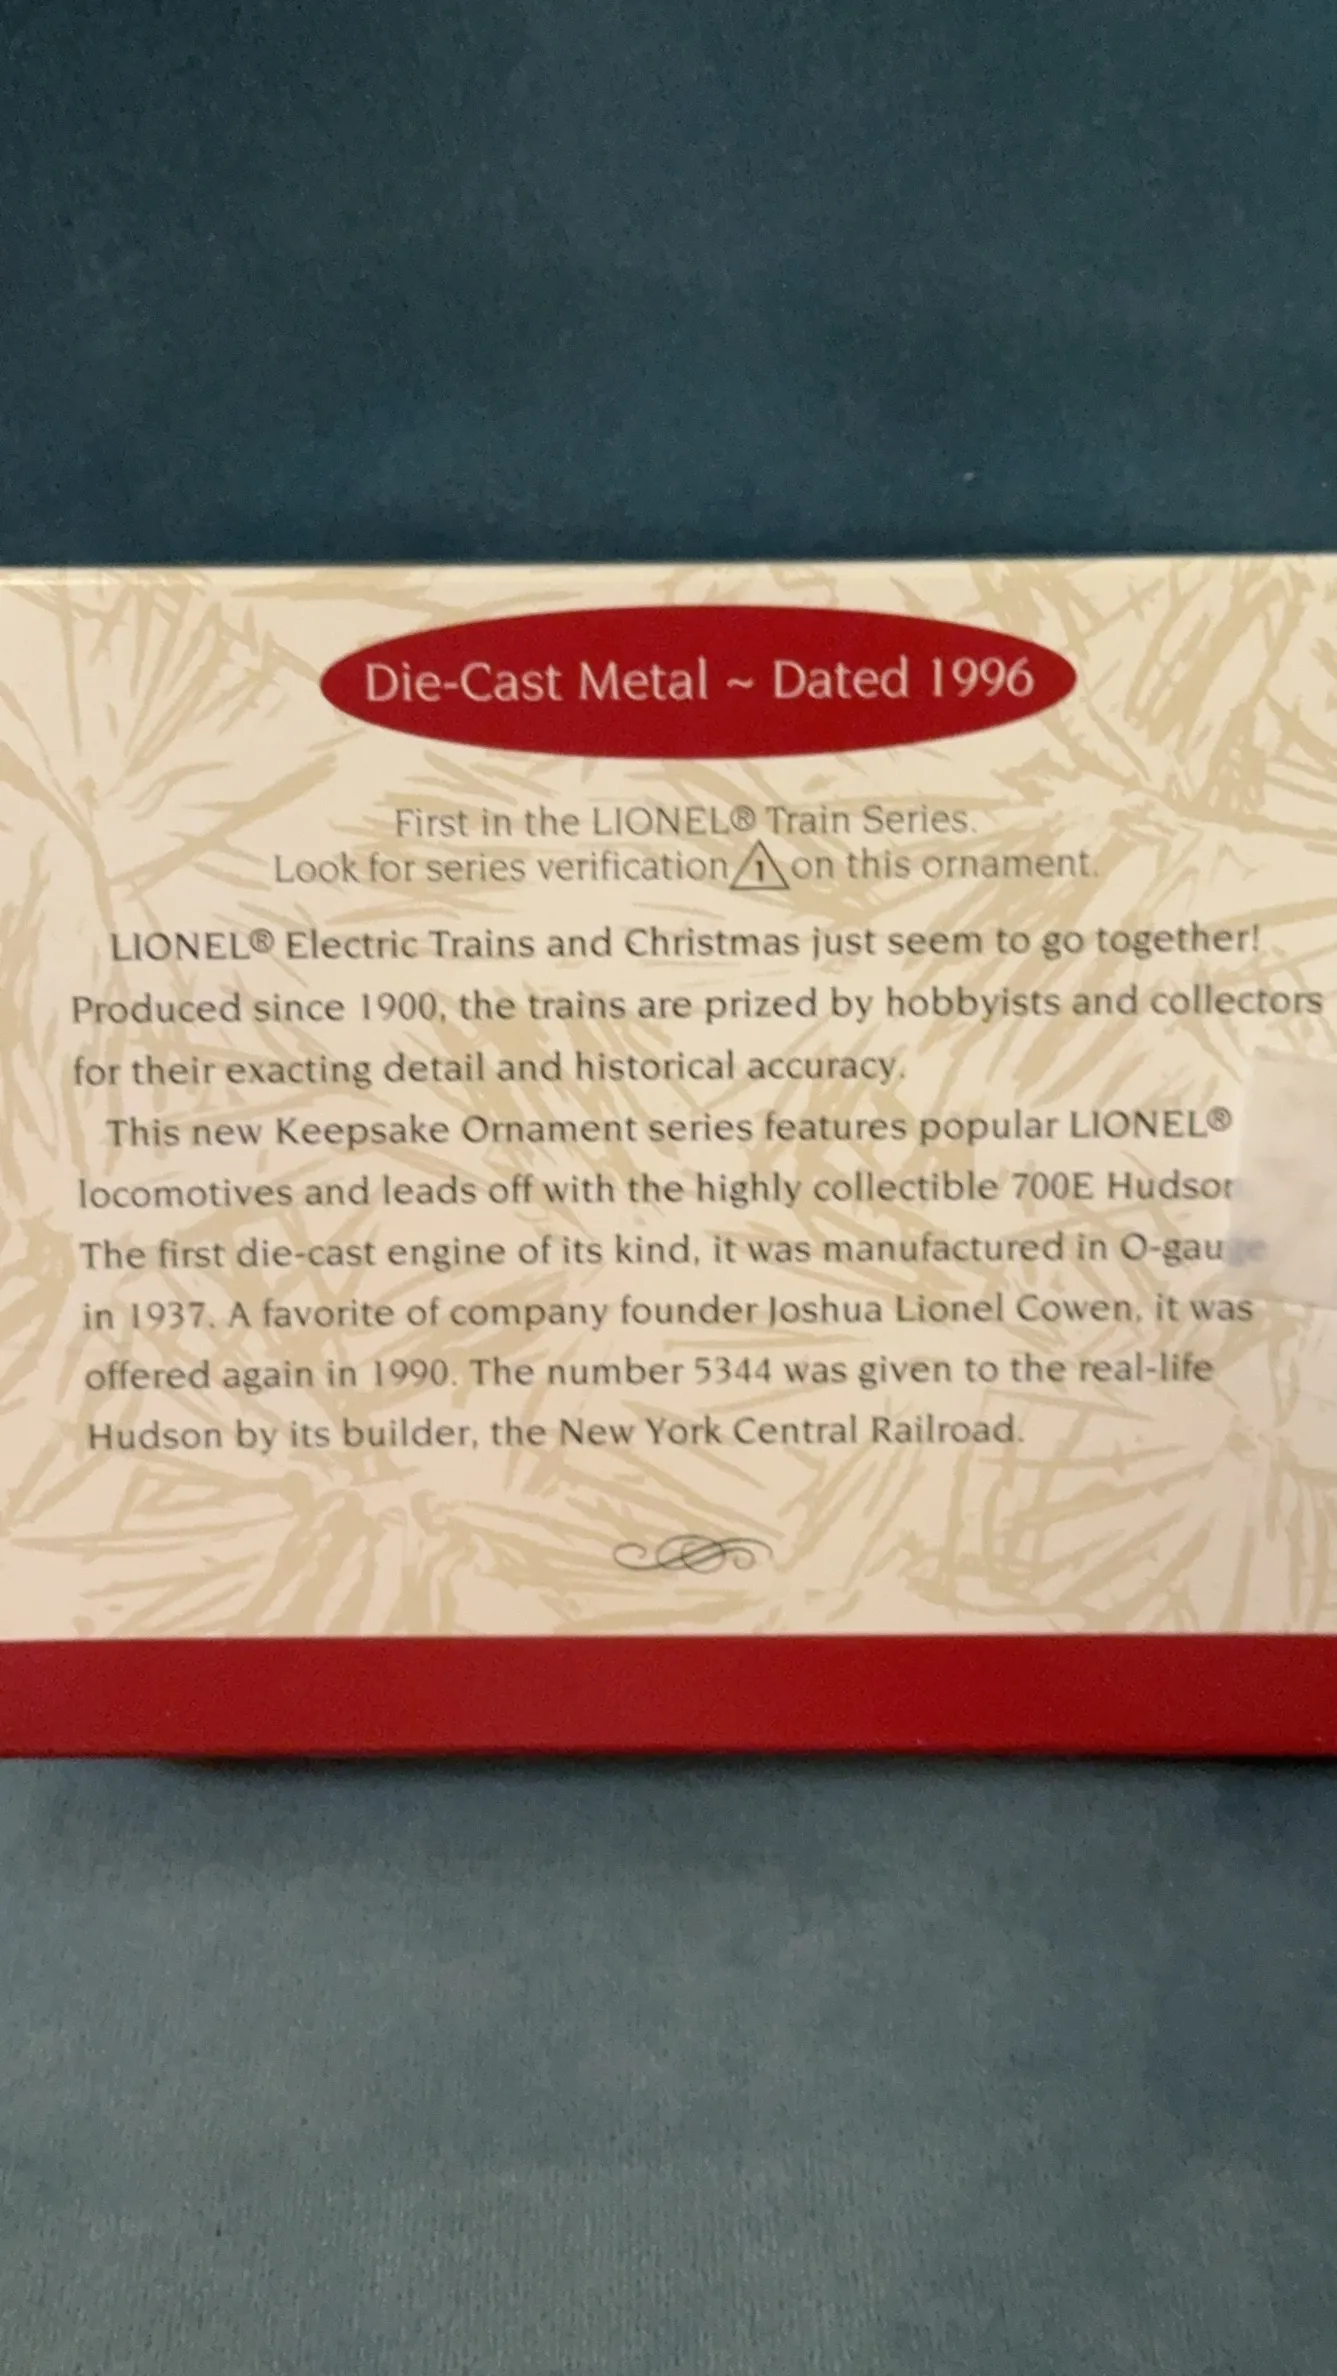 Die-Cast Metal ~ Dated 1996
First in the LIONEL® Train Series.
Look for series verification 1 on this ornament.
LIONEL® Electric Trains and Christmas just seem to go together!
Produced since 1900, the trains are prized by hobbyists and collectors
for their exacting detail and historical accuracy.
This new Keepsake Ornament series features popular LIONEL®
locomotives and leads off with the highly collectible 700E Hudson
The first die-cast engine of its kind, it was manufactured in O-gauge
in 1937. A favorite of company founder Joshua Lionel Cowen, it was
offered again in 1990. The number 5344 was given to the real-life
Hudson by its builder, the New York Central Railroad.